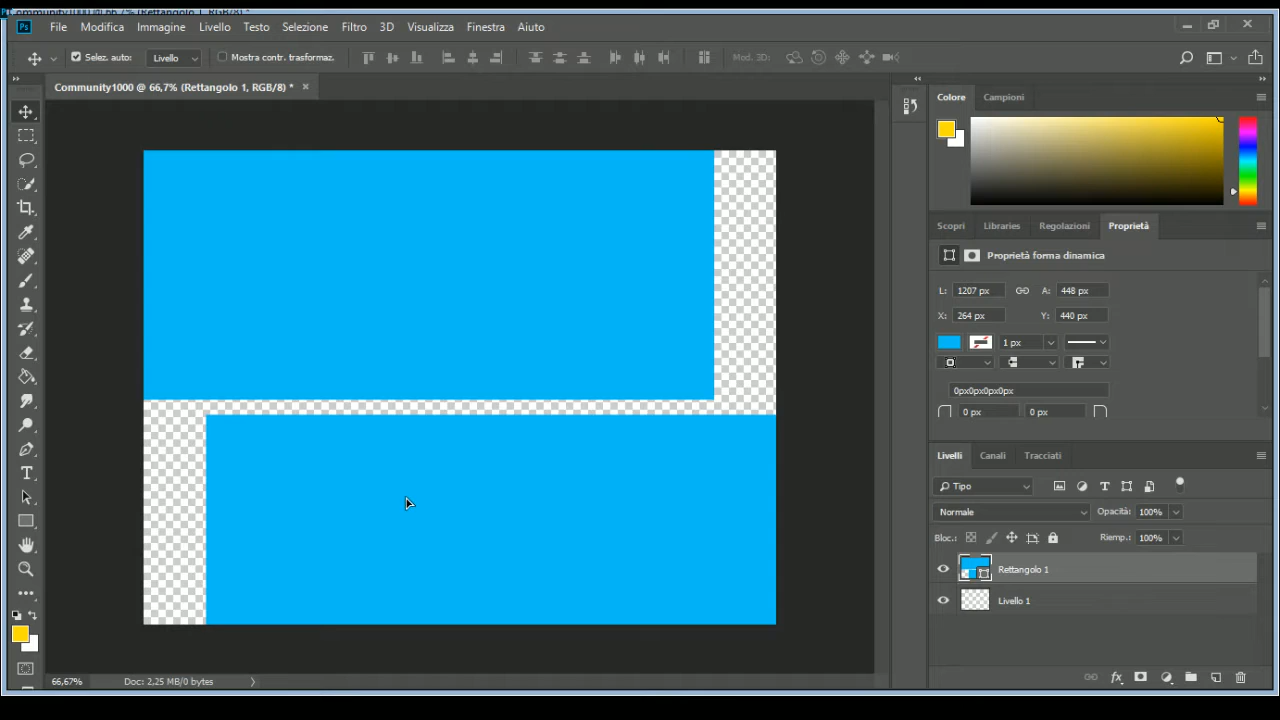 Ps
File Modifica Immagine Livello Testo Selezione Filtro 3D Visualizza Finestra Aiuto
Selez. auto: Livello Mostra contr. trasformaz. Mod. 3D:
Community1000 @ 66,7% (Rettangolo 1, RGB/8) * ×
Colore Campioni
Scopri Libraries Regolazioni Proprietà
Proprietà forma dinamica
L: 1207 px A: 448 px
X: 264 px Y: 440 px
1 px
0px0px0px0px
0 px 0 px
Livelli Canali Tracciati
Tipo
Normale Opacità: 100%
Bloc.: Riemp.: 100%
Rettangolo 1
Livello 1
fx
66,67% Doc: 2,25 MB/0 bytes